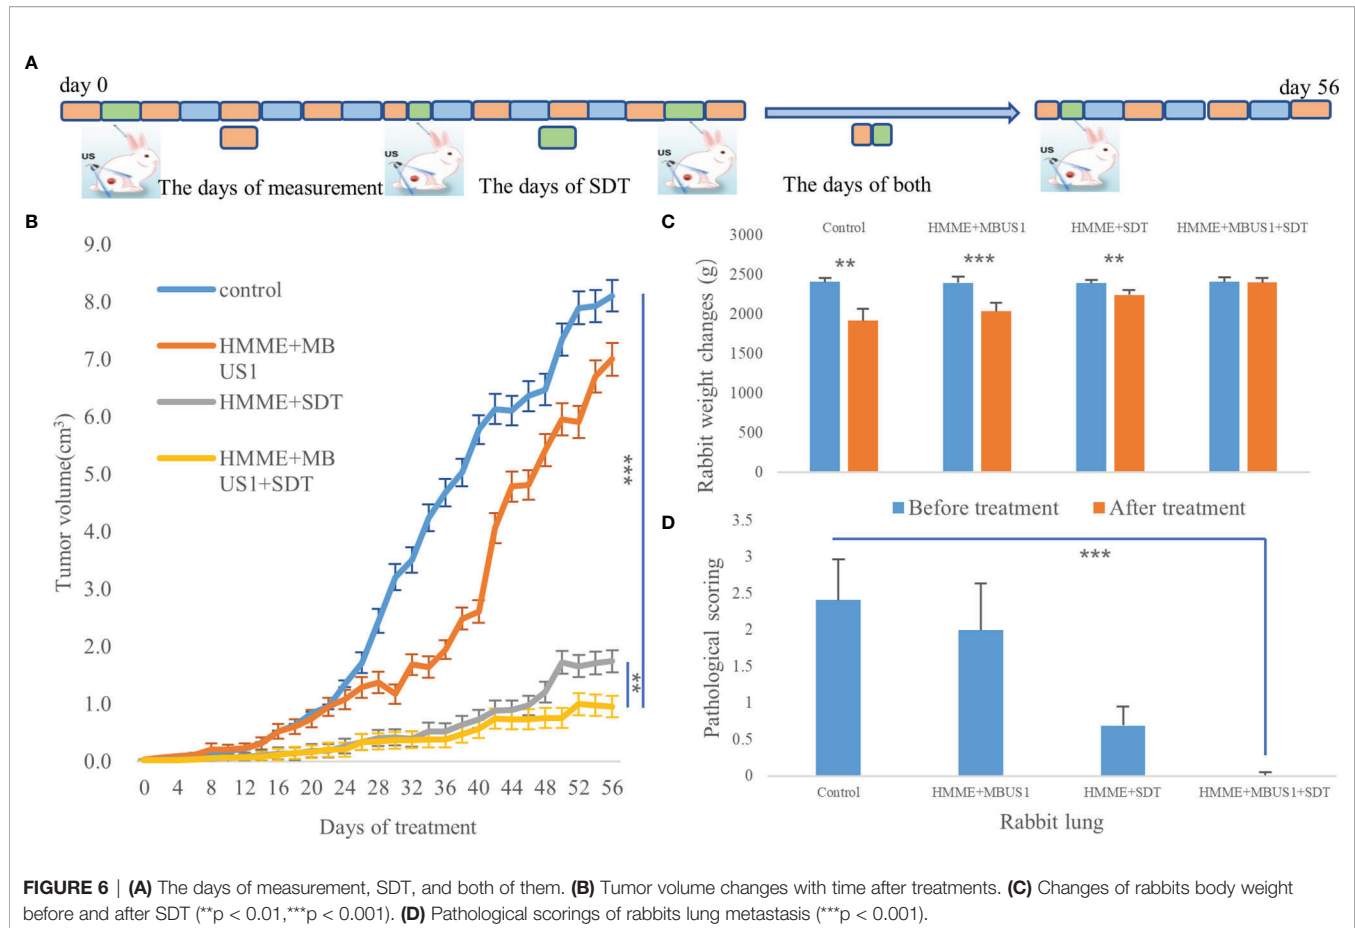 A
day 0
day 56
US
US
US
US
The days of measurement
The days of SDT
The days of both
B
9.0
8.0
7.0
6.0
5.0
4.0
3.0
2.0
1.0
0.0
Tumor volume(cm³)
control
HMME+MB
US1
HMME+SDT
HMME+MB
US1+SDT
***
**
0 4 8 12 16 20 24 28 32 36 40 44 48 52 56
Days of treatment
C
Control HMME+MBUS1 HMME+SDT HMME+MBUS1+SDT
3000
2500
2000
1500
1000
500
0
Rabbit weight changes (g)
** *** **
Before treatment After treatment
D
3.5
3
2.5
2
1.5
1
0.5
0
Pathological scoring
***
Control HMME+MBUS1 HMME+SDT HMME+MBUS1+SDT
Rabbit lung
FIGURE 6 | (A) The days of measurement, SDT, and both of them. (B) Tumor volume changes with time after treatments. (C) Changes of rabbits body weight
before and after SDT (**p < 0.01,***p < 0.001). (D) Pathological scorings of rabbits lung metastasis (***p < 0.001).